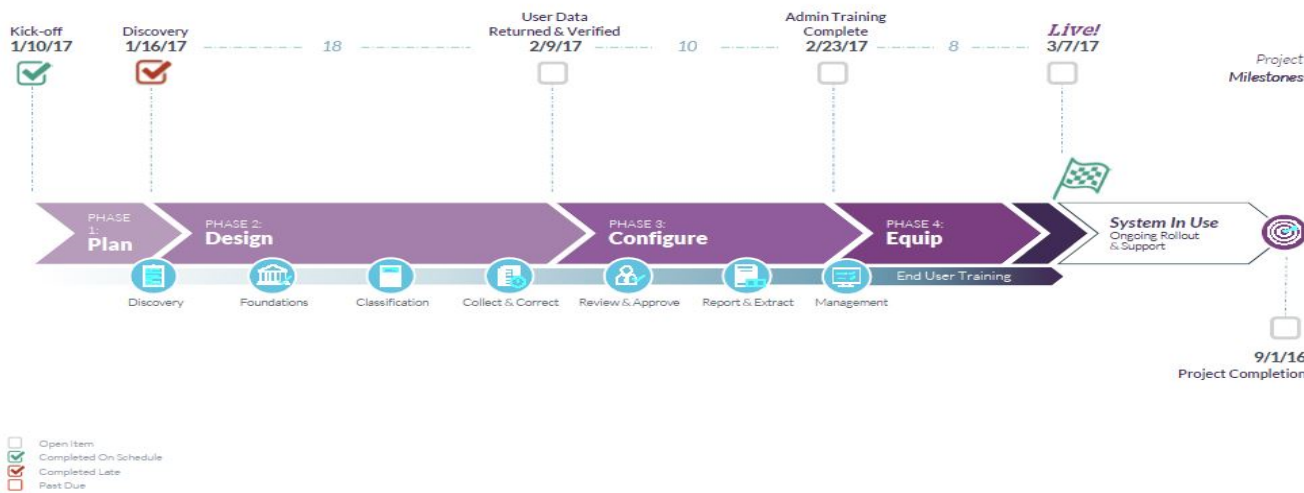 Kick-off
1/10/17
Discovery
1/16/17
18
User Data
Returned & Verified
2/9/17
10
Admin Training
Complete
2/23/17
8
Live!
3/7/17
Project
Milestones
PHASE
1:
Plan
PHASE 2:
Design
PHASE 3:
Configure
PHASE 4:
Equip
System In Use
Ongoing Rollout
& Support
End User Training
Discovery
Foundations
Classification
Collect & Correct
Review & Approve
Report & Extract
Management
9/1/16
Project Completion
Open Item
Completed On Schedule
Completed Late
Past Due